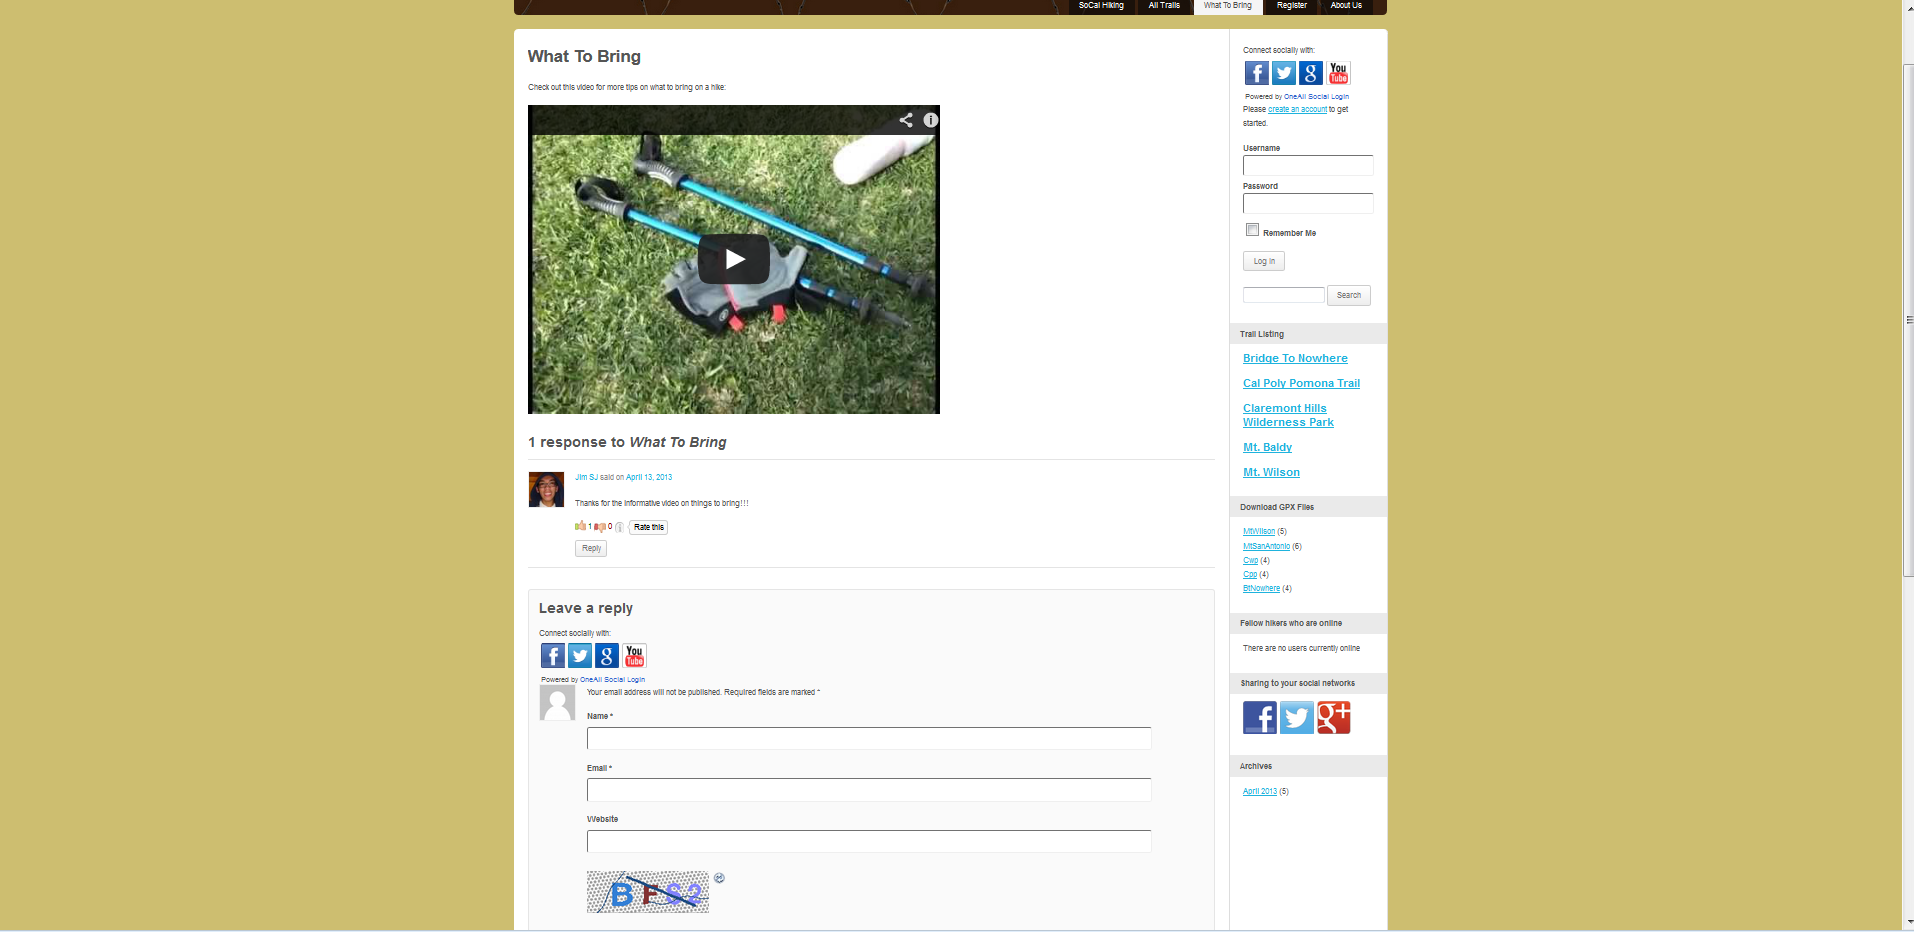 SoCal Hiking
All Trails
What To Bring
Register
About Us
What To Bring
Check out this video for more tips on what to bring on a hike:
1 response to What To Bring
Jim SJ said on April 13, 2013
Thanks for the informative video on things to bring!!!
1 0 i Rate this
Reply
Leave a reply
Connect socially with:
f g You Tube
Powered by OneAll Social Login
Your email address will not be published. Required fields are marked *
Name *
Email *
Website
BFS2
Connect socially with:
f g You Tube
Powered by OneAll Social Login
Please create an account to get
started.
Username
Password
Remember Me
Log In
Search
Trail Listing
Bridge To Nowhere
Cal Poly Pomona Trail
Claremont Hills
Wilderness Park
Mt. Baldy
Mt. Wilson
Download GPX Files
MtWilson (5)
MtSanAntonio (6)
Cwp (4)
Cpp (4)
BtNowhere (4)
Fellow hikers who are online
There are no users currently online
Sharing to your social networks
f g+
Archives
April 2013 (5)